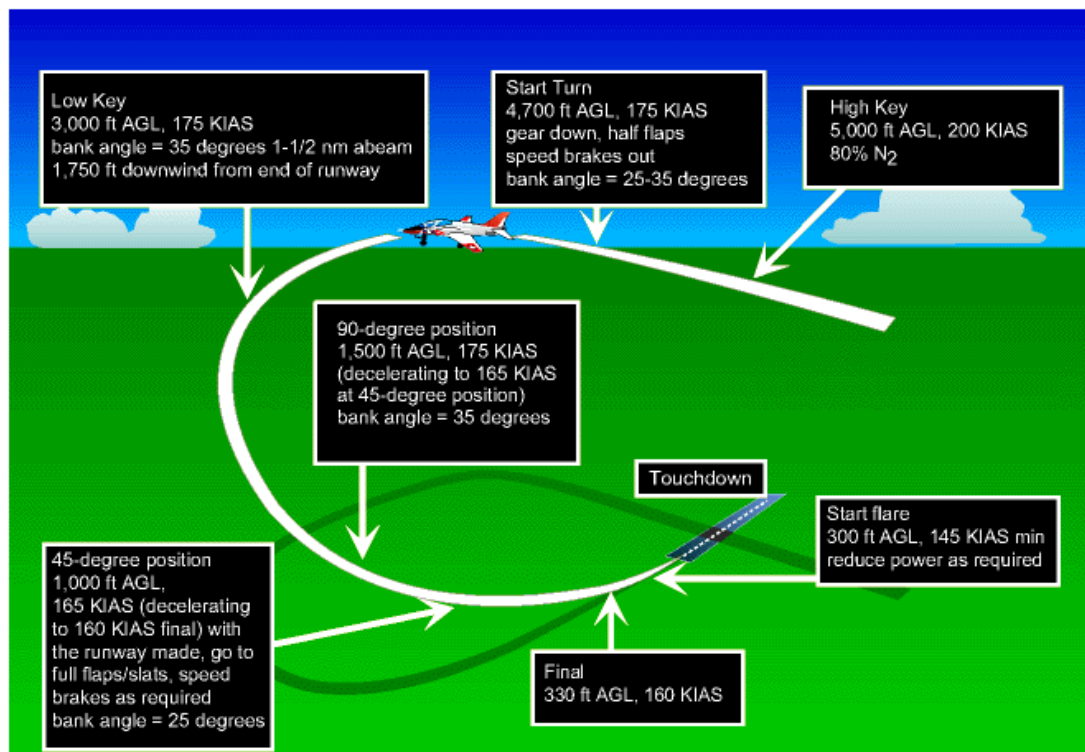 Low Key
3,000 ft AGL, 175 KIAS
bank angle = 35 degrees 1-1/2 nm abeam
1,750 ft downwind from end of runway
Start Turn
4,700 ft AGL, 175 KIAS
gear down, half flaps
speed brakes out
bank angle = 25-35 degrees
High Key
5,000 ft AGL, 200 KIAS
80% N2
90-degree position
1,500 ft AGL, 175 KIAS
(decelerating to 165 KIAS
at 45-degree position)
bank angle = 35 degrees
Touchdown
Start flare
300 ft AGL, 145 KIAS min
reduce power as required
45-degree position
1,000 ft AGL,
165 KIAS (decelerating
to 160 KIAS final) with
the runway made, go to
full flaps/slats, speed
brakes as required
bank angle = 25 degrees
Final
330 ft AGL, 160 KIAS